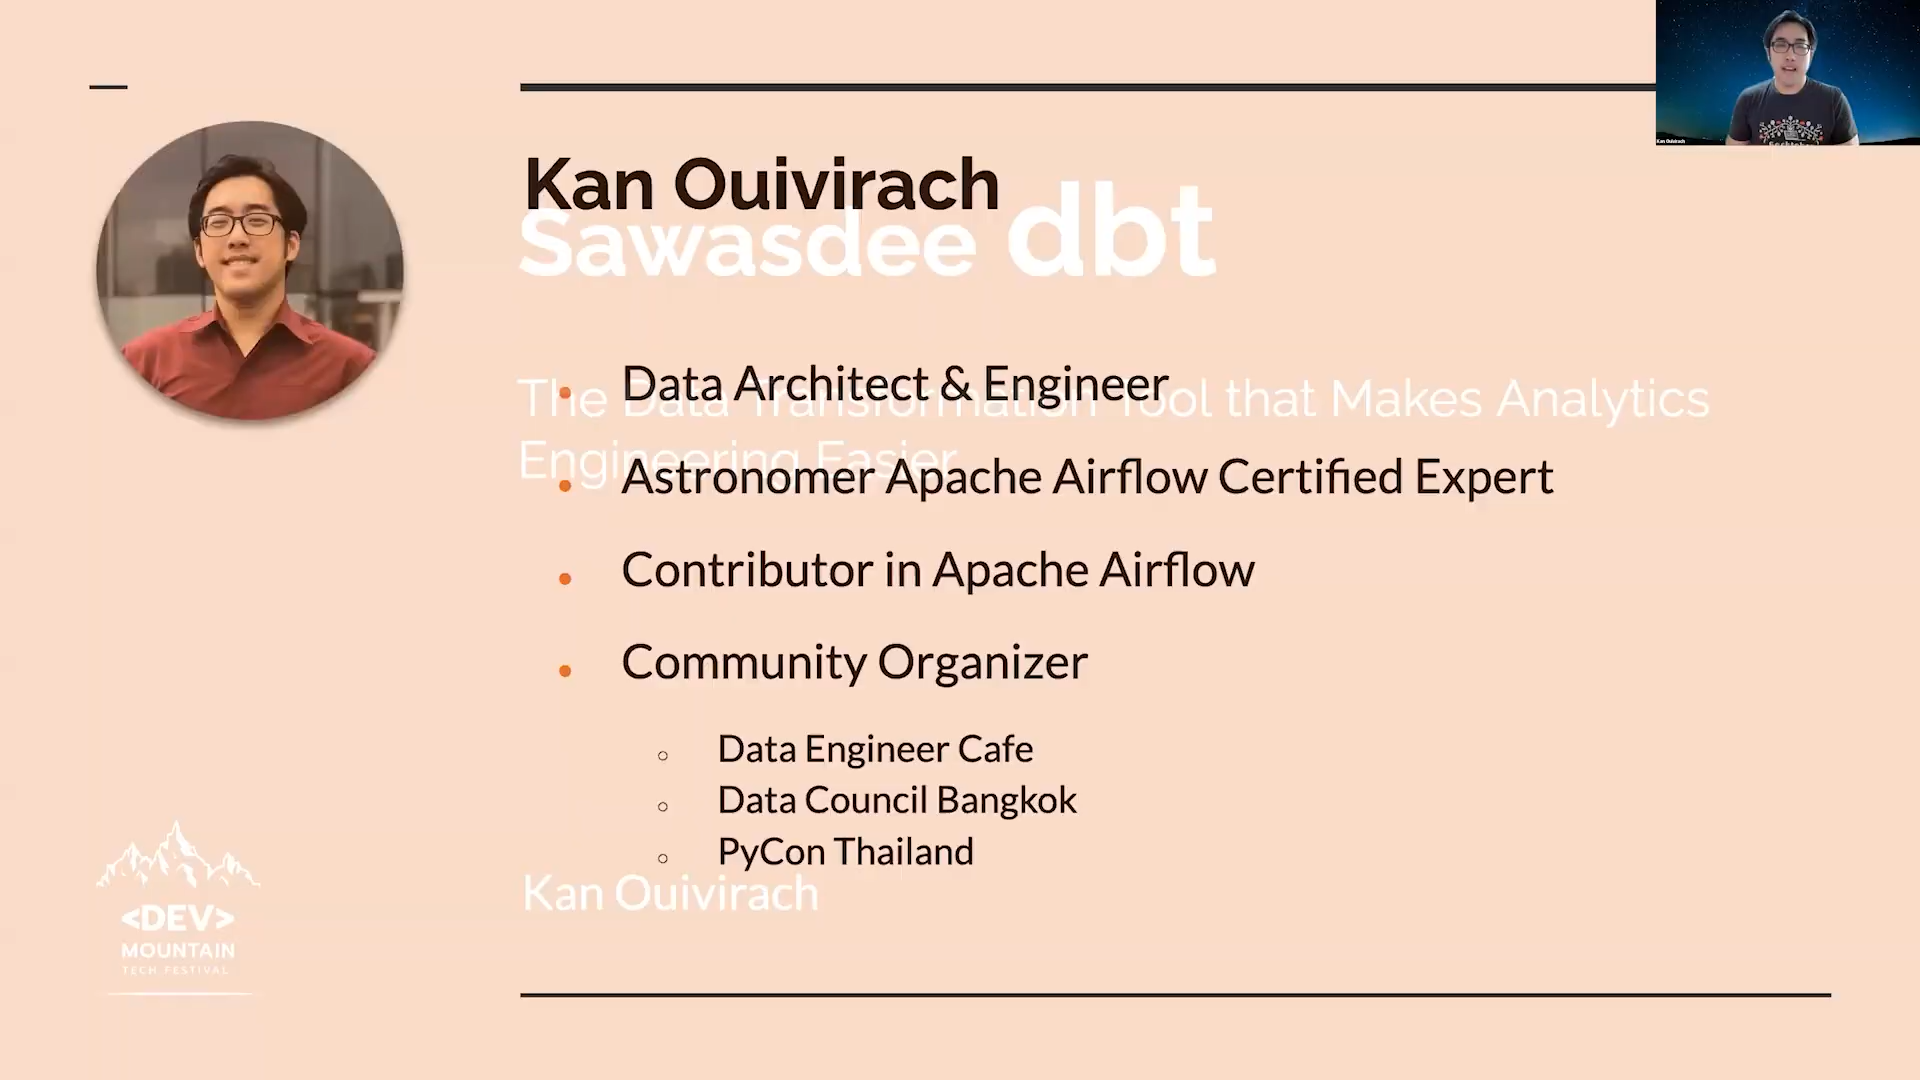 Kan Ouivirach
Sawasdee dbt
Data Architect & Engineer
The Data Transformation Tool that Makes Analytics
Engineering Easier
Astronomer Apache Airflow Certified Expert
Contributor in Apache Airflow
Community Organizer
Data Engineer Cafe
Data Council Bangkok
PyCon Thailand
Kan Ouivirach
<DEV>
MOUNTAIN
TECH FESTIVAL
Kan Ouivirach